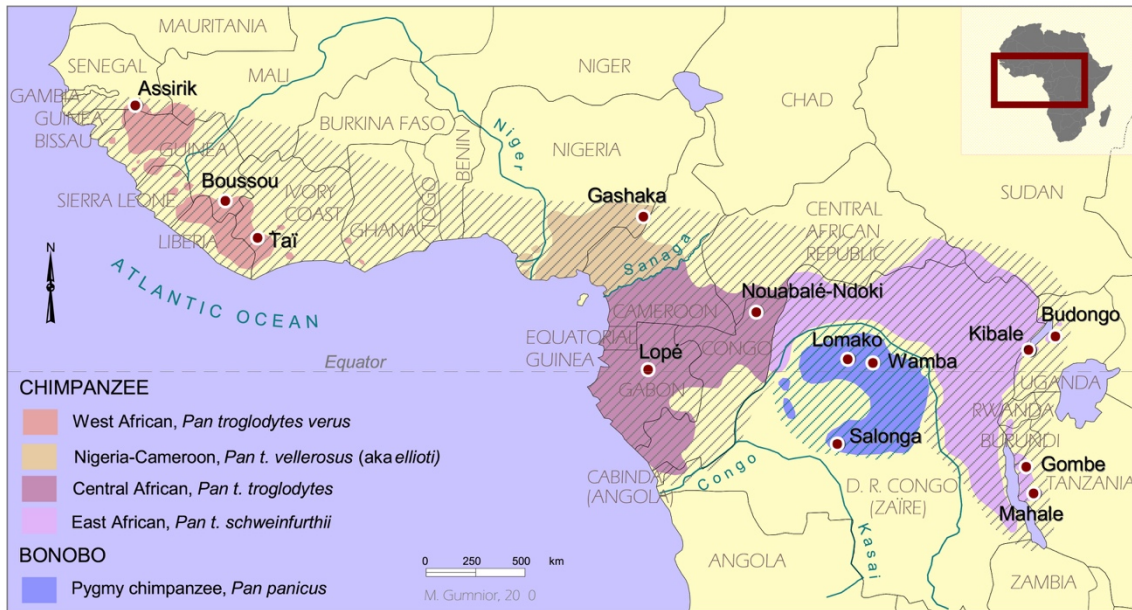 MAURITANIA
SENEGAL
MALI
NIGER
CHAD
SUDAN
GAMBIA
Assirik
GUINEA-
BISSAU
GUINEA
BURKINA FASO
BENIN
Niger
NIGERIA
Boussou
SIERRA LEONE
IVORY
COAST
GHANA
TOGO
Gashaka
CENTRAL
AFRICAN
REPUBLIC
LIBERIA
Taï
Sanaga
N
ATLANTIC OCEAN
CAMEROON
Nouabalé-Ndoki
Budongo
EQUATORIAL
GUINEA
CONGO
Lomako
Wamba
Kibale
Equator
Lopé
GABON
UGANDA
RWANDA
BURUNDI
Salonga
CABINDA
(ANGOLA)
Congo
D. R. CONGO
(ZAÏRE)
Gombe
TANZANIA
Mahale
Kasai
ANGOLA
ZAMBIA
CHIMPANZEE
West African, Pan troglodytes verus
Nigeria-Cameroon, Pan t. vellerosus (aka ellioti)
Central African, Pan t. troglodytes
East African, Pan t. schweinfurthii
BONOBO
Pygmy chimpanzee, Pan panicus
0 250 500 km
M. Gumnior,